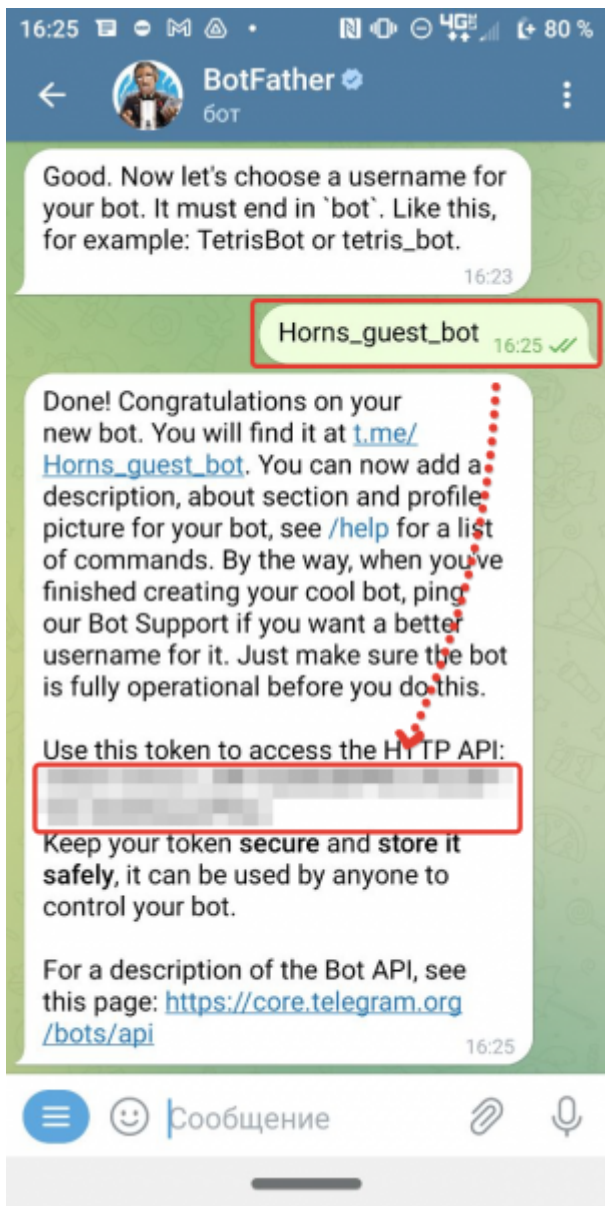 16:25 4G 80 %
BotFather
бот
Good. Now let's choose a username for
your bot. It must end in `bot`. Like this,
for example: TetrisBot or tetris_bot.
16:23
Horns_guest_bot 16:25
Done! Congratulations on your
new bot. You will find it at t.me/
Horns_guest_bot. You can now add a
description, about section and profile
picture for your bot, see /help for a list
of commands. By the way, when you've
finished creating your cool bot, ping
our Bot Support if you want a better
username for it. Just make sure the bot
is fully operational before you do this.
Use this token to access the HTTP API:
Keep your token secure and store it
safely, it can be used by anyone to
control your bot.
For a description of the Bot API, see
this page: https://core.telegram.org
/bots/api
16:25
Сообщение